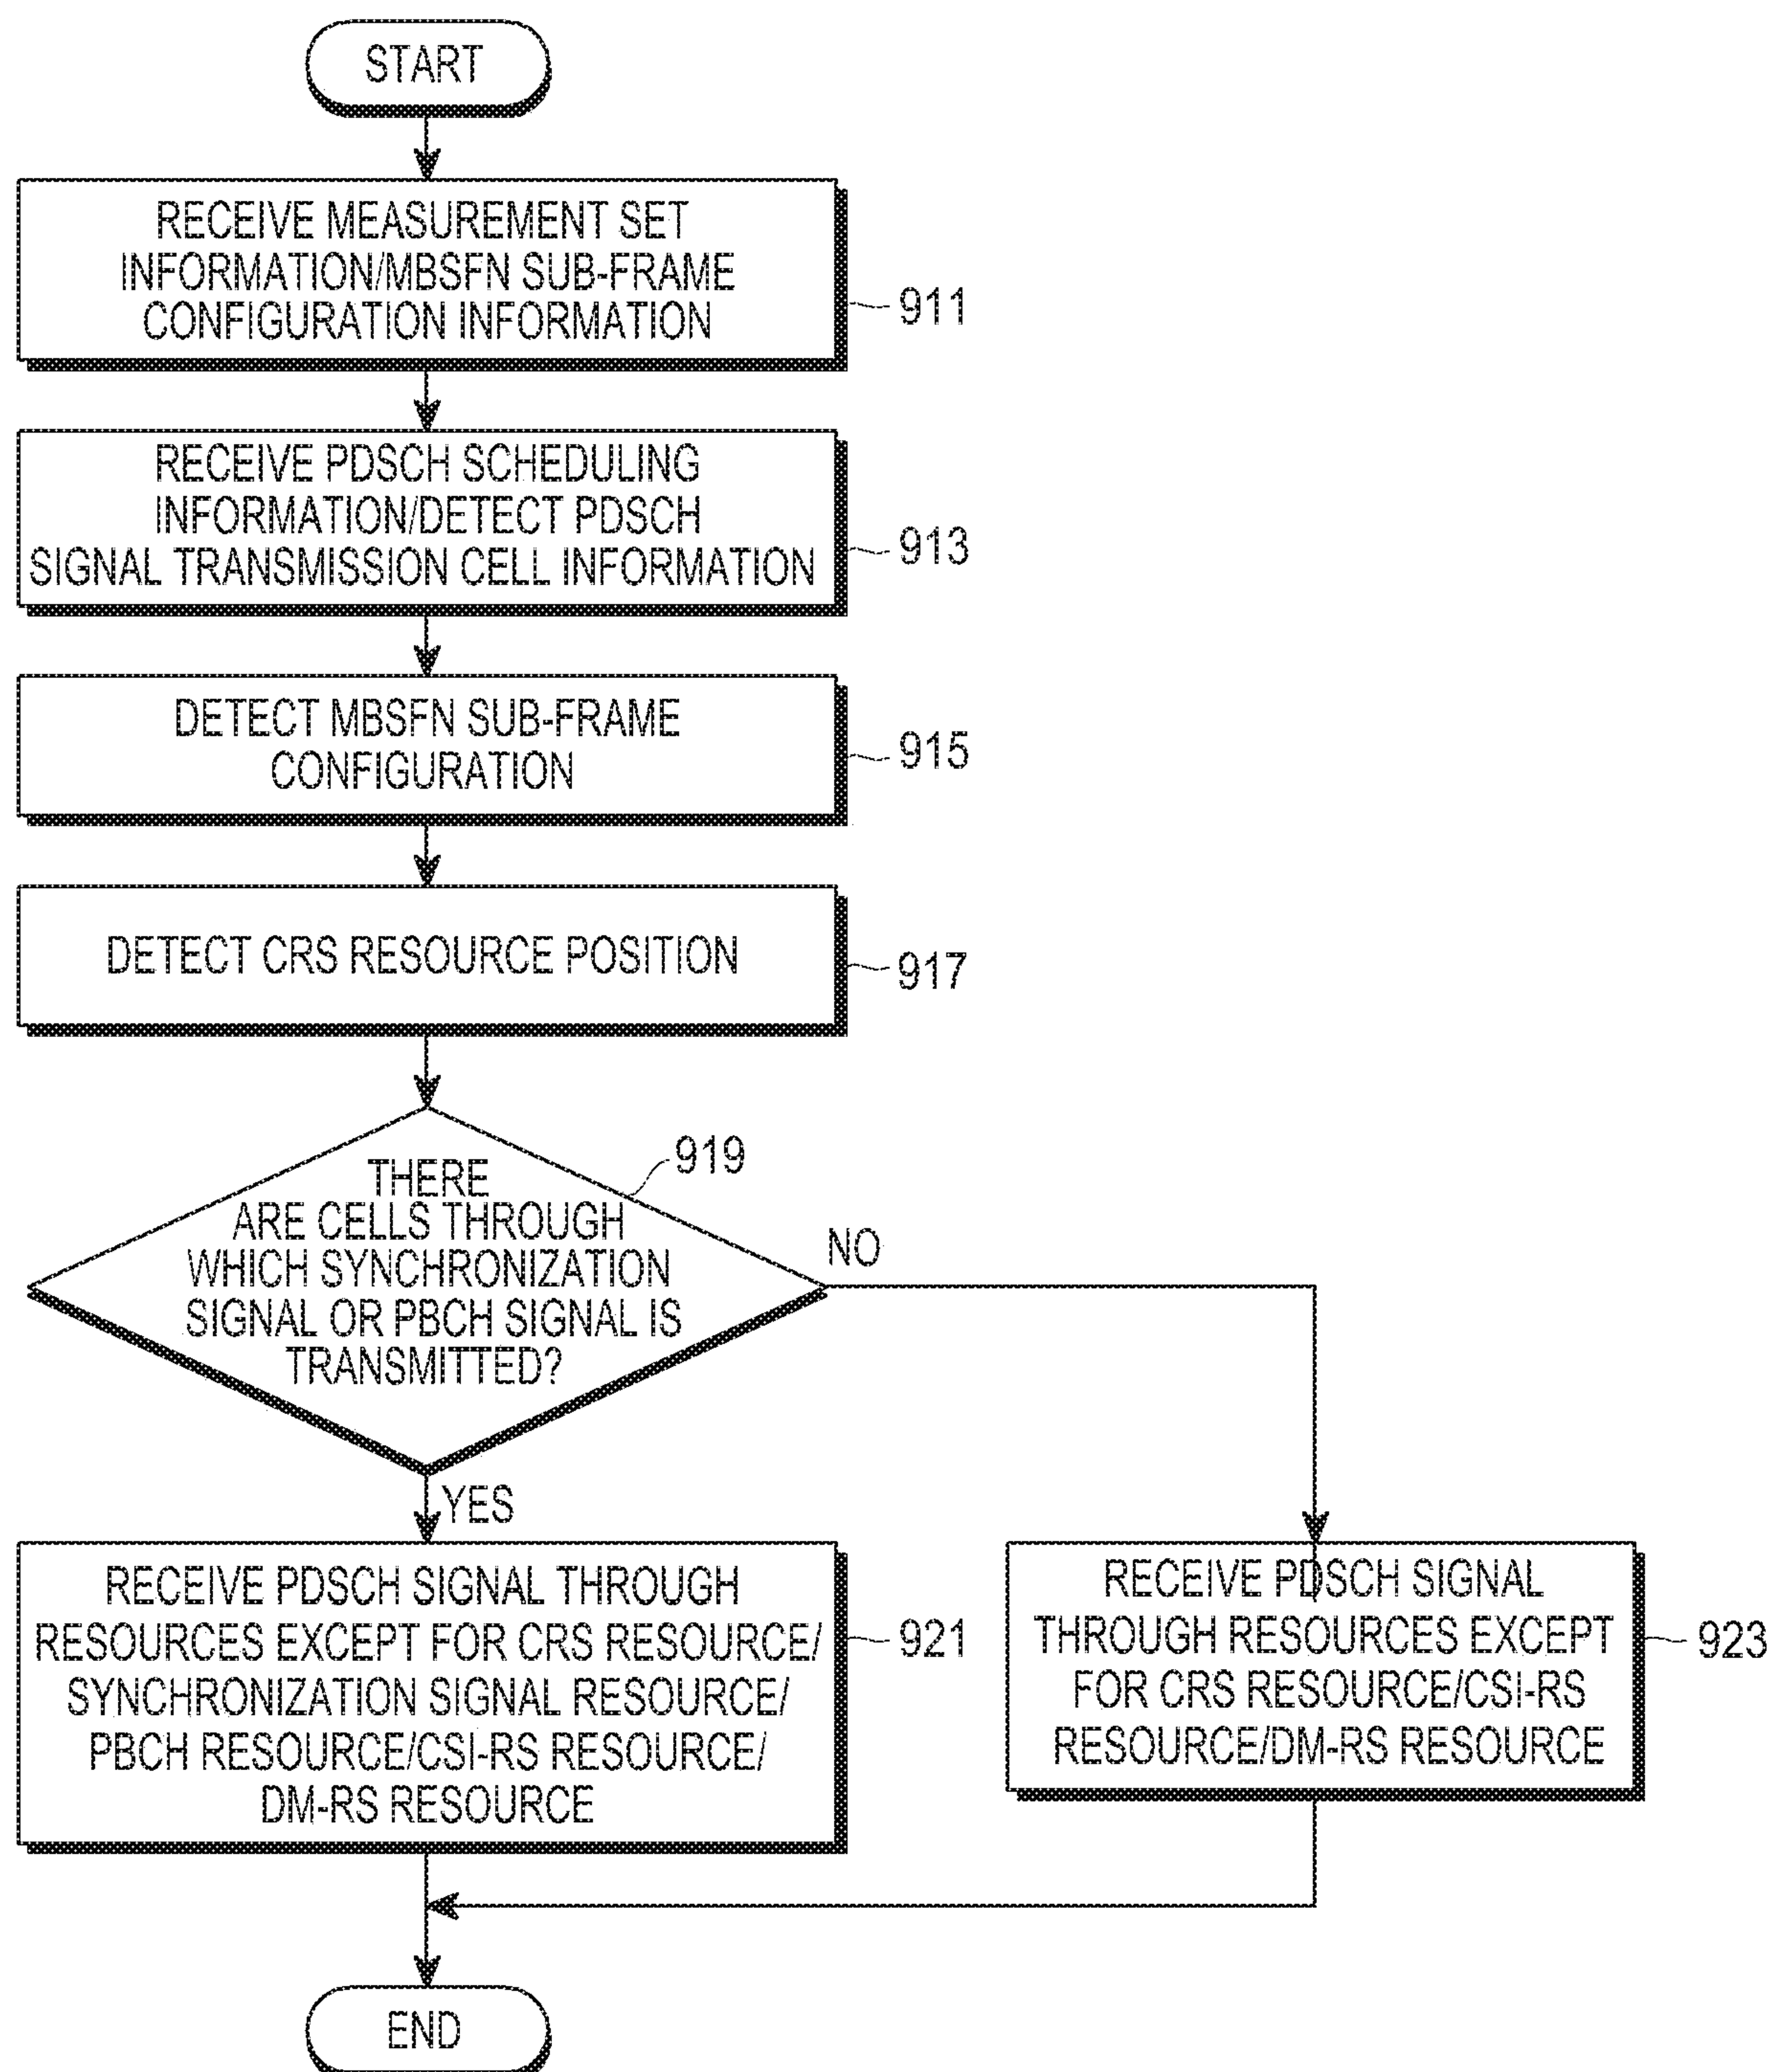 START
RECEIVE MEASUREMENT SET
INFORMATION/MBSFN SUB-FRAME
CONFIGURATION INFORMATION
911
RECEIVE PDSCH SCHEDULING
INFORMATION/DETECT PDSCH
SIGNAL TRANSMISSION CELL INFORMATION
913
DETECT MBSFN SUB-FRAME
CONFIGURATION
915
DETECT CRS RESOURCE POSITION
917
THERE
ARE CELLS THROUGH
WHICH SYNCHRONIZATION
SIGNAL OR PBCH SIGNAL IS
TRANSMITTED?
919
NO
YES
RECEIVE PDSCH SIGNAL THROUGH
RESOURCES EXCEPT FOR CRS RESOURCE/
SYNCHRONIZATION SIGNAL RESOURCE/
PBCH RESOURCE/CSI-RS RESOURCE/
DM-RS RESOURCE
921
RECEIVE PDSCH SIGNAL
THROUGH RESOURCES EXCEPT
FOR CRS RESOURCE/CSI-RS
RESOURCE/DM-RS RESOURCE
923
END